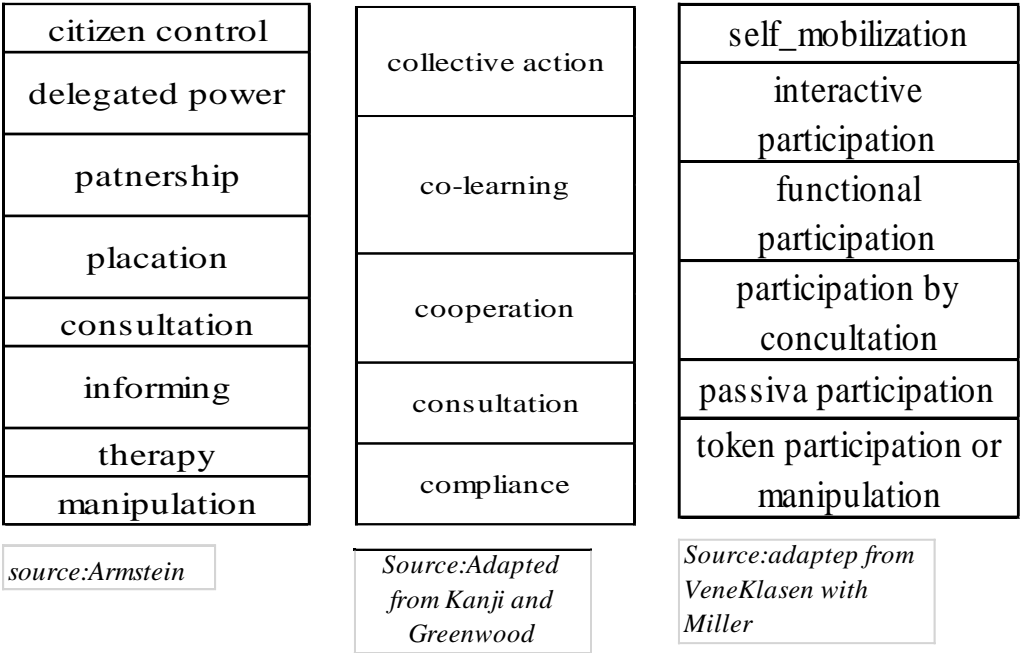 citizen control
delegated power
patnership
placation
consultation
informing
therapy
manipulation
source:Armstein
collective action
co-learning
cooperation
consultation
compliance
Source:Adapted
from Kanji and
Greenwood
self_mobilization
interactive
participation
functional
participation
participation by
concultation
passiva participation
token participation or
manipulation
Source:adaptep from
VeneKlasen with
Miller